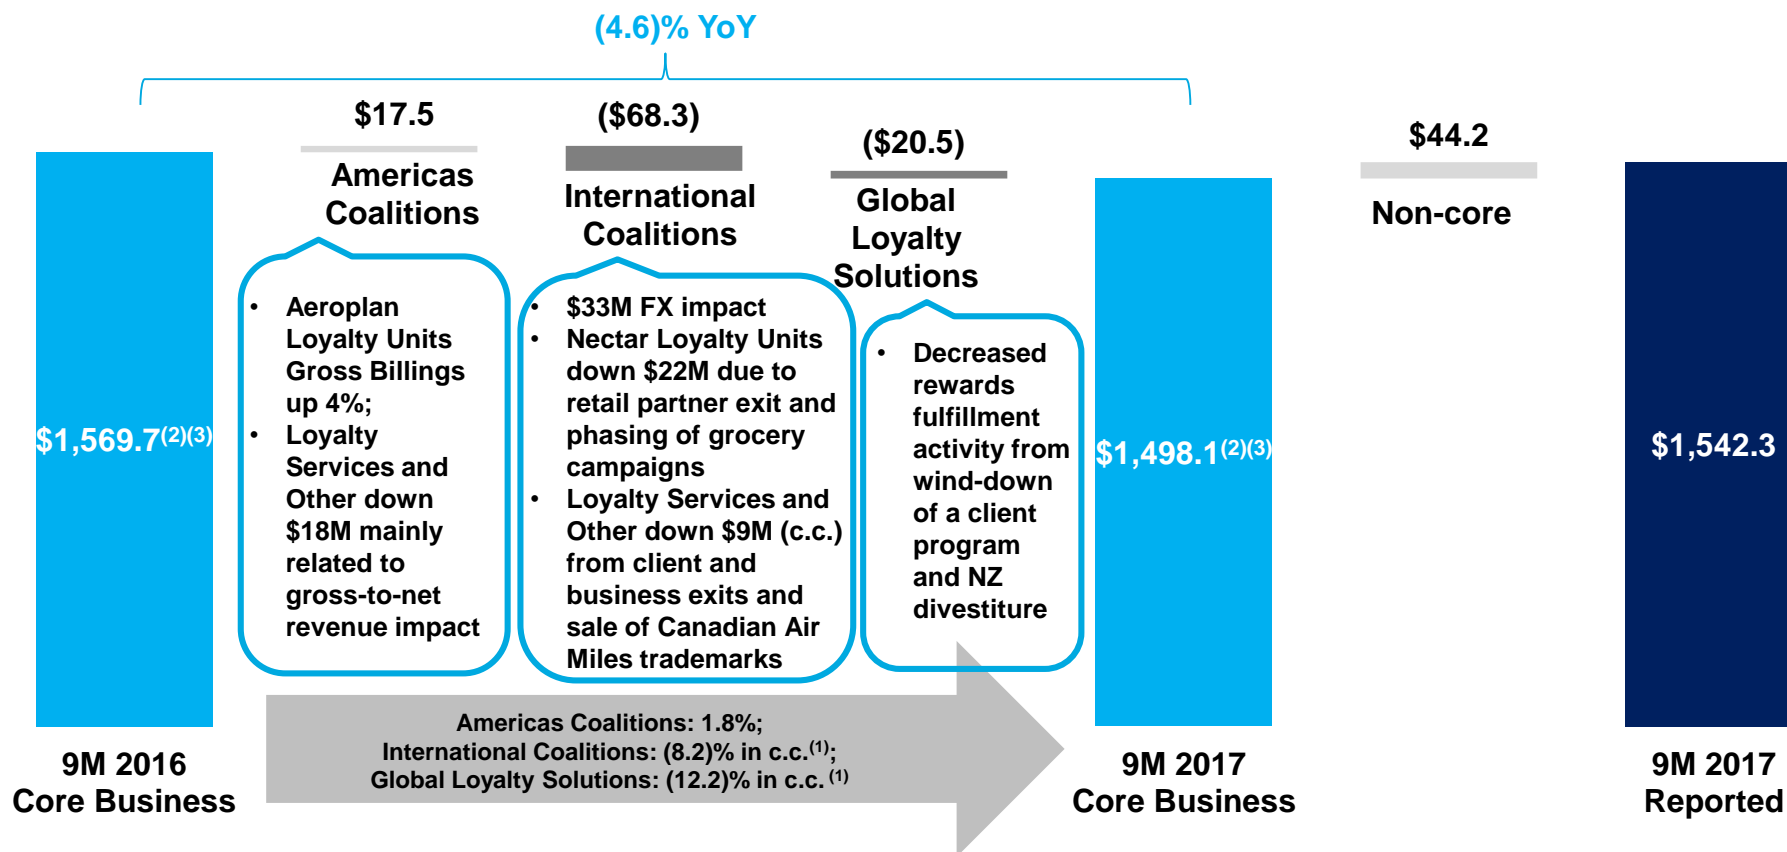 (4.6)% YoY
$17.5
Americas
Coalitions
($68.3)
International
Coalitions
($20.5)
Global
Loyalty
Solutions
$44.2
Non-core
• Aeroplan
Loyalty Units
Gross Billings
up 4%;
• Loyalty
Services and
Other down
$18M mainly
related to
gross-to-net
revenue impact
• $33M FX impact
• Nectar Loyalty Units
down $22M due to
retail partner exit and
phasing of grocery
campaigns
• Loyalty Services and
Other down $9M (c.c.)
from client and
business exits and
sale of Canadian Air
Miles trademarks
• Decreased
rewards
fulfillment
activity from
wind-down
of a client
program
and NZ
divestiture
$1,569.7(2)(3)
$1,498.1(2)(3)
$1,542.3
Americas Coalitions: 1.8%;
International Coalitions: (8.2)% in c.c.(1);
Global Loyalty Solutions: (12.2)% in c.c. (1)
9M 2016
Core Business
9M 2017
Core Business
9M 2017
Reported